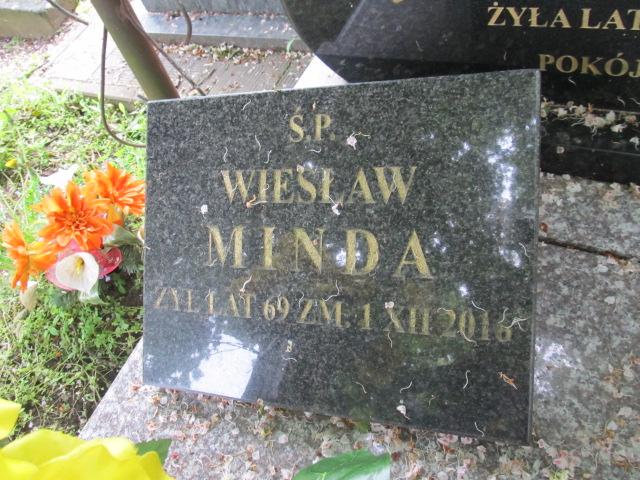 ŻYŁA LAT
POKÓJ
Ś.P.
WIESŁAW
MINDA
ŻYŁ LAT 69 ZM. 1 XII 2016